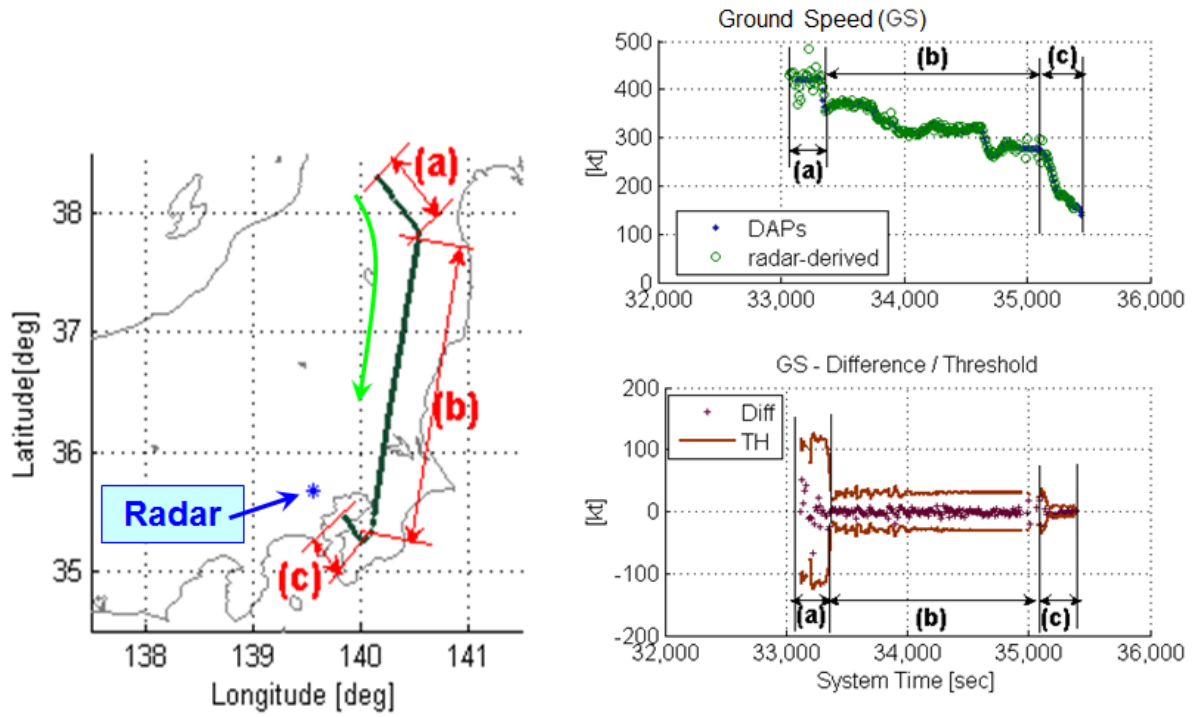 38
37
36
35
138
139
140
141
Latitude[deg]
Longitude [deg]
(a)
(b)
(c)
Radar
Ground Speed (GS)
500
400
300
200
100
0
[kt]
(a)
(b)
(c)
DAPs
radar-derived
32,000
33,000
34,000
35,000
36,000
GS - Difference / Threshold
200
100
0
-100
-200
[kt]
Diff
TH
(a)
(b)
(c)
32,000
33,000
34,000
35,000
36,000
System Time [sec]